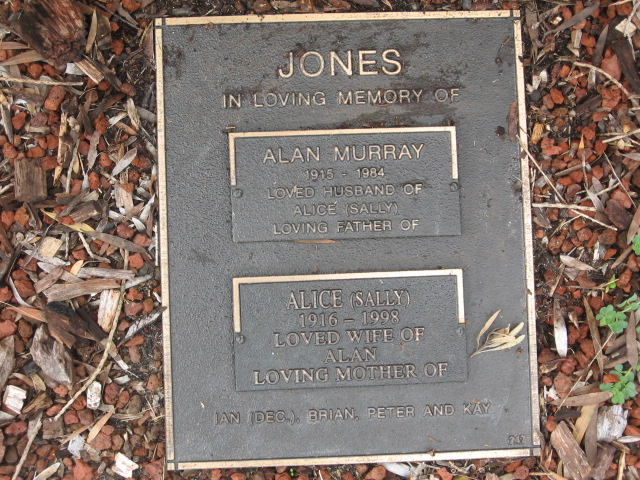 JONES
IN LOVING MEMORY OF
ALAN MURRAY
1915 - 1984
LOVED HUSBAND OF
ALICE (SALLY)
LOVING FATHER OF
ALICE (SALLY)
1916 – 1998
LOVED WIFE OF
ALAN
LOVING MOTHER OF
IAN (DEC.), BRIAN, PETER AND KAY